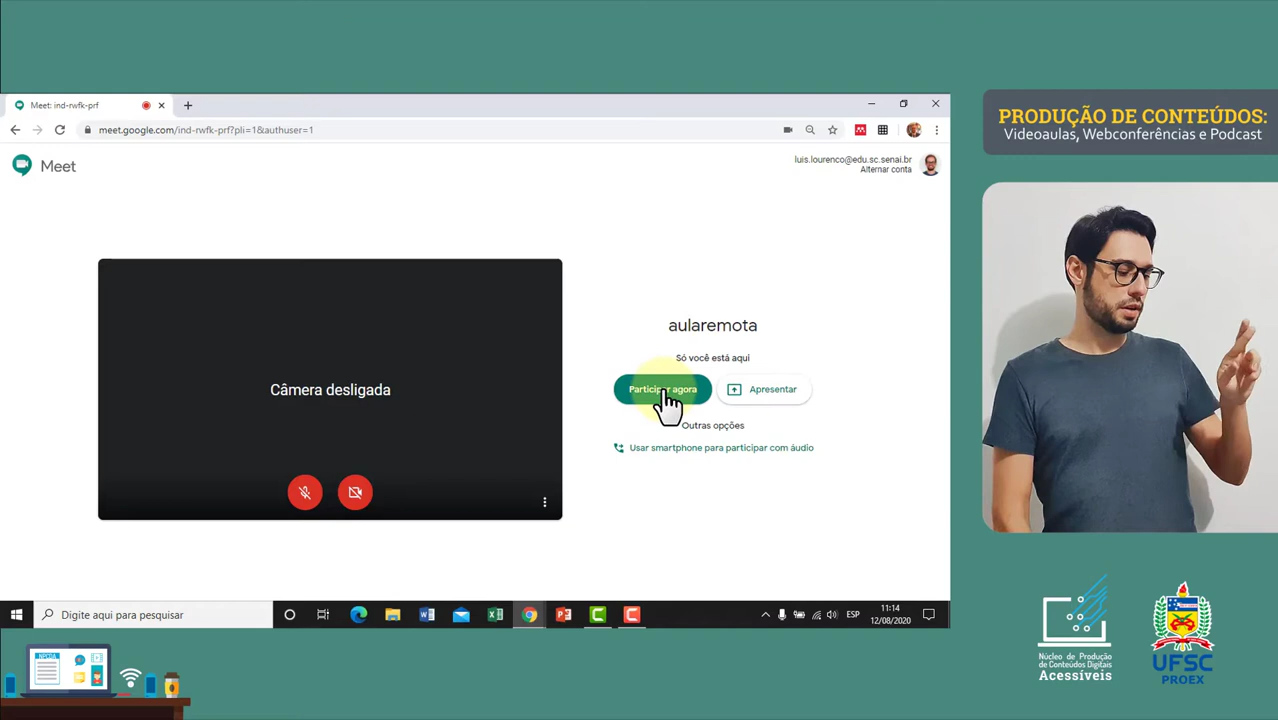 Meet: ind-rwfk-prf
meet.google.com/ind-rwfk-prf?pli=1&authuser=1
Meet
luis.lourenco@edu.sc.senai.br
Alternar conta
Câmera desligada
aularemota
Só você está aqui
Participar agora
Apresentar
Outras opções
Usar smartphone para participar com áudio
Digite aqui para pesquisar
ESP
11:14
12/08/2020
PRODUÇÃO DE CONTEÚDOS:
Videoaulas, Webconferências e Podcast
NPCDA
Núcleo de Produção
de Conteúdos Digitais
Acessíveis
UFSC
PROEX